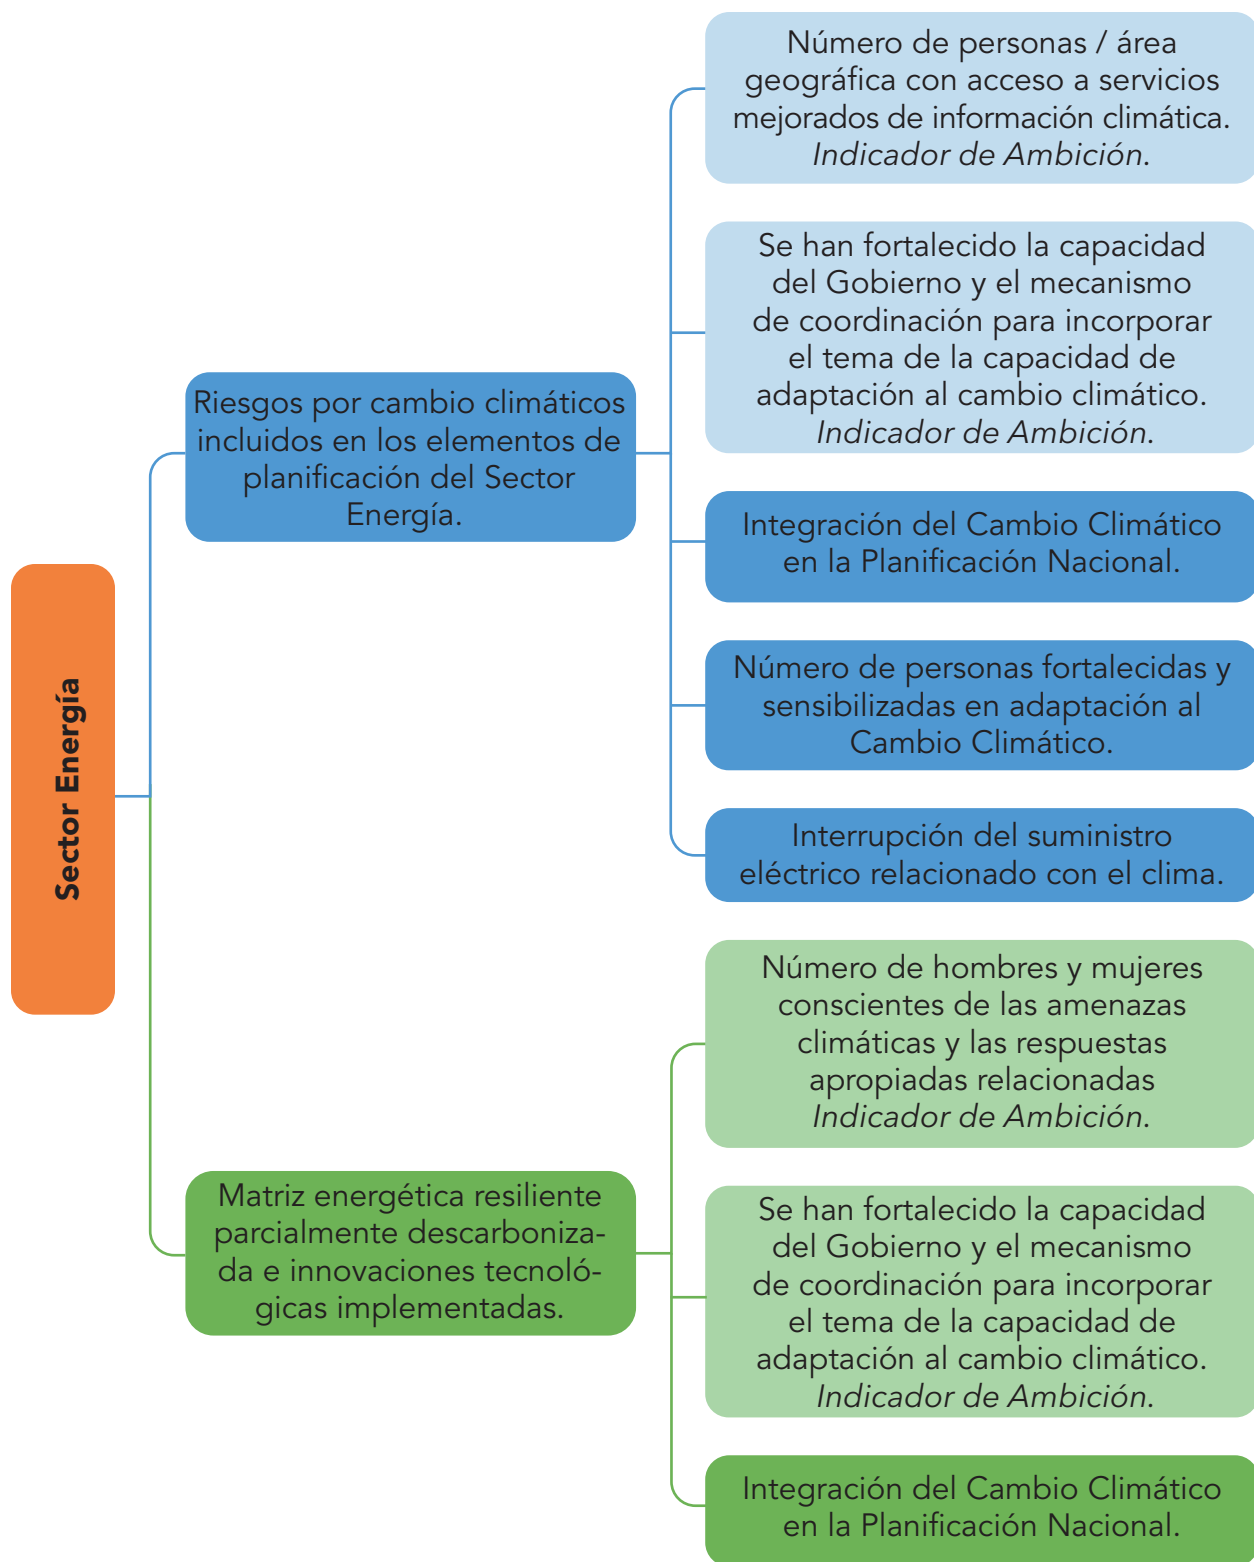 Sector Energía
Riesgos por cambio climáticos
incluidos en los elementos de
planificación del Sector
Energía.
Número de personas / área
geográfica con acceso a servicios
mejorados de información climática.
Indicador de Ambición.
Se han fortalecido la capacidad
del Gobierno y el mecanismo
de coordinación para incorporar
el tema de la capacidad de
adaptación al cambio climático.
Indicador de Ambición.
Integración del Cambio Climático
en la Planificación Nacional.
Número de personas fortalecidas y
sensibilizadas en adaptación al
Cambio Climático.
Interrupción del suministro
eléctrico relacionado con el clima.
Matriz energética resiliente
parcialmente descarboniza-
da e innovaciones tecnoló-
gicas implementadas.
Número de hombres y mujeres
conscientes de las amenazas
climáticas y las respuestas
apropiadas relacionadas
Indicador de Ambición.
Se han fortalecido la capacidad
del Gobierno y el mecanismo
de coordinación para incorporar
el tema de la capacidad de
adaptación al cambio climático.
Indicador de Ambición.
Integración del Cambio Climático
en la Planificación Nacional.